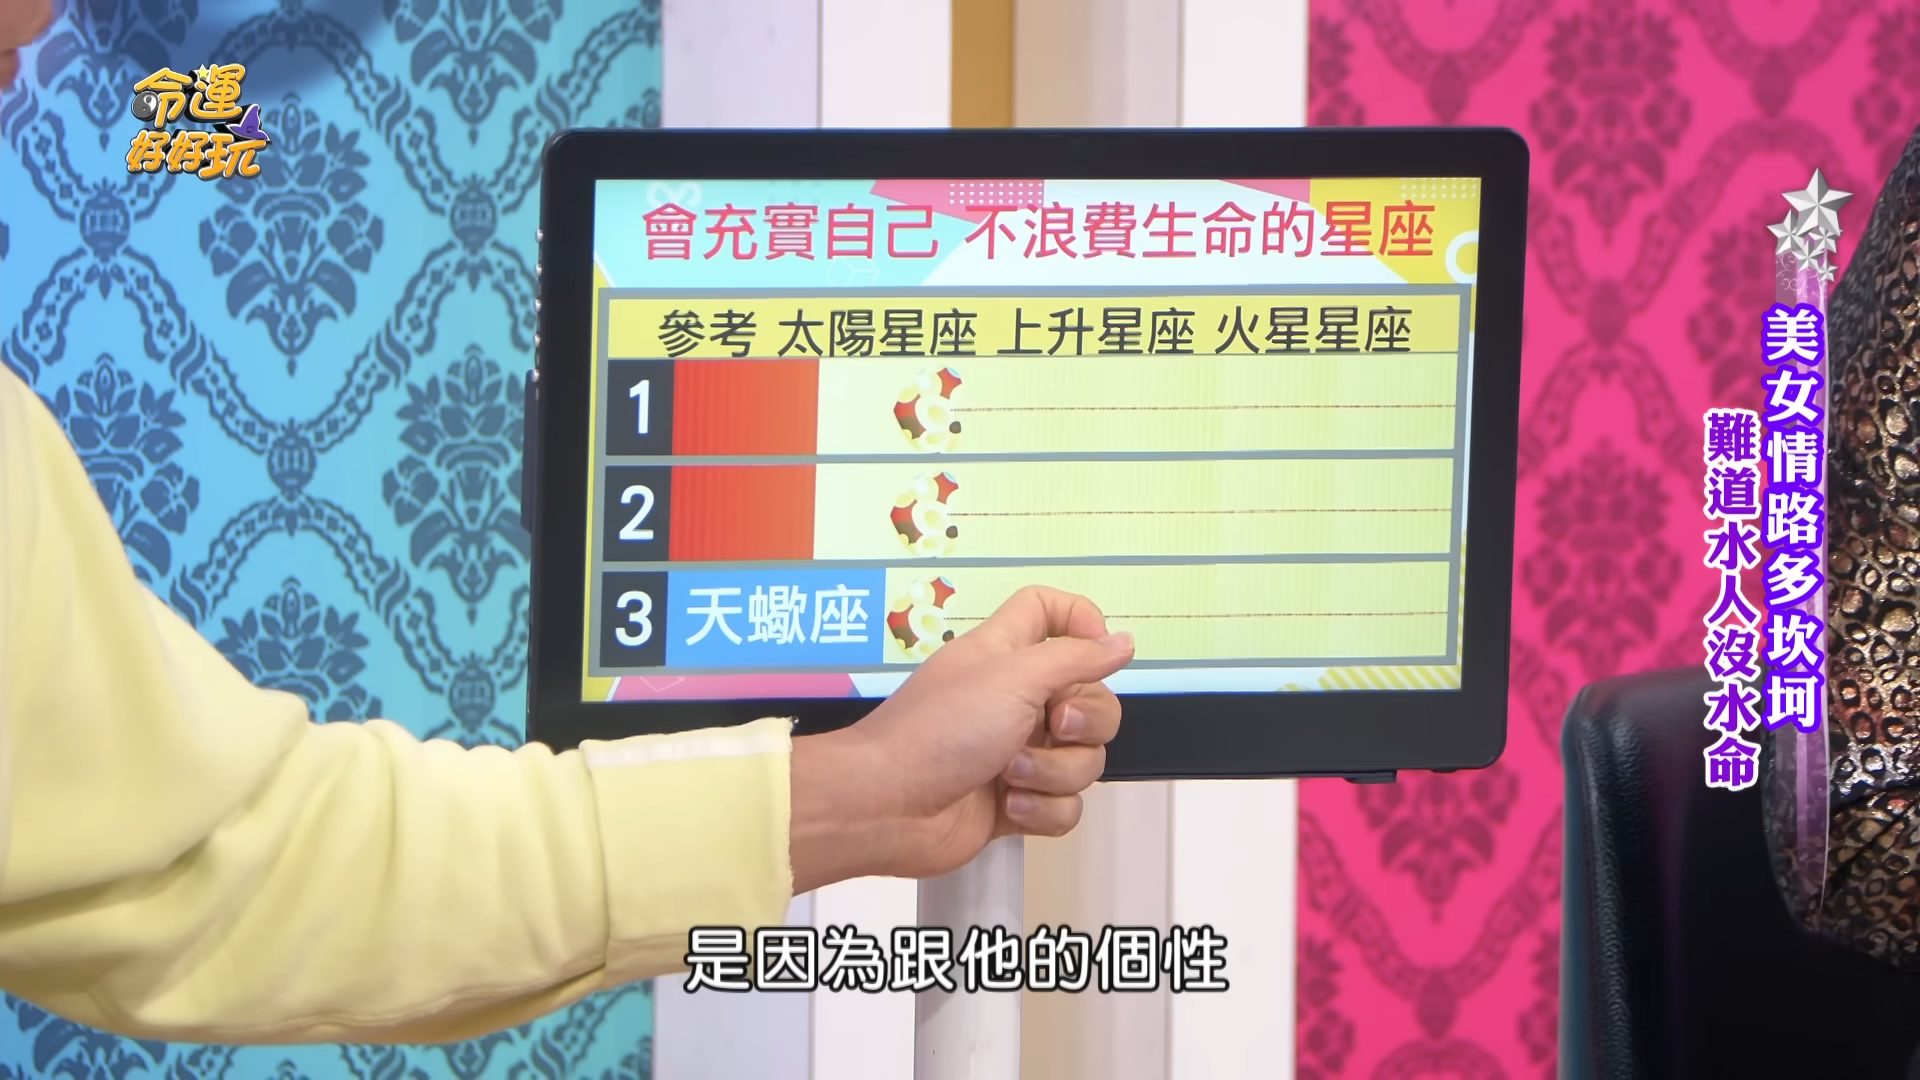 命運
好好玩
會充實自己 不浪費生命的星座
參考 太陽星座 上升星座 火星星座
1
2
3 天蠍座
美女情路多坎坷
難道水人沒水命
是因為跟他的個性